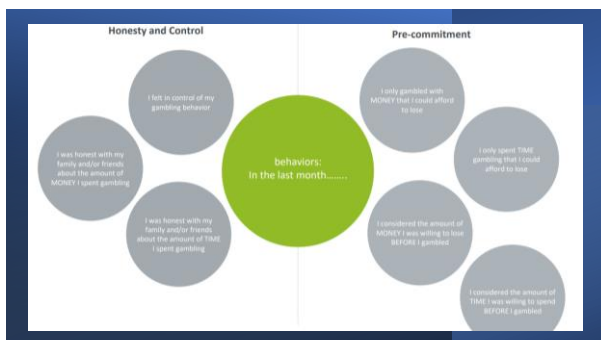 Honesty and Control
I felt in control of my
gambling behavior
I was honest with my
family and/or friends
about the amount of
MONEY I spent gambling
I was honest with my
family and/or friends
about the amount of TIME
I spent gambling
behaviors:
In the last month........
Pre-commitment
I only gambled with
MONEY that I could afford
to lose
I only spent TIME
gambling that I could
afford to lose
I considered the amount of
MONEY I was willing to lose
BEFORE I gambled
I considered the amount of
TIME I was willing to spend
BEFORE I gambled